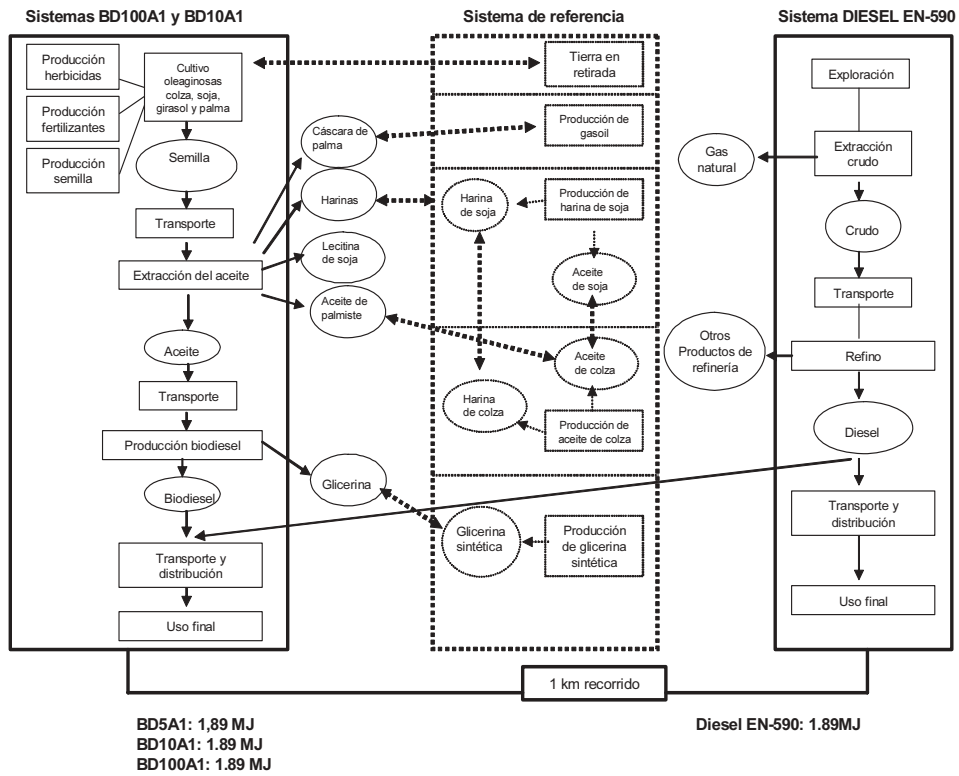 Sistemas BD100A1 y BD10A1
Producción
herbicidas
Producción
fertilizantes
Producción
semilla
Cultivo
oleaginosas
colza, soja,
girasol y palma
Semilla
Transporte
Extracción del aceite
Aceite
Transporte
Producción biodiesel
Biodiesel
Transporte y
distribución
Uso final
Cáscara de
palma
Harinas
Lecitina
de soja
Aceite de
palmiste
Glicerina
Sistema de referencia
Tierra en
retirada
Producción de
gasoil
Harina
de soja
Producción de
harina de soja
Aceite
de soja
Aceite
de colza
Harina
de colza
Producción de
aceite de colza
Glicerina
sintética
Producción
de glicerina
sintética
Sistema DIESEL EN-590
Exploración
Extracción
crudo
Gas
natural
Crudo
Transporte
Otros
Productos de
refinería
Refino
Diesel
Transporte y
distribución
Uso final
1 km recorrido
BD5A1: 1,89 MJ
BD10A1: 1.89 MJ
BD100A1: 1.89 MJ
Diesel EN-590: 1.89MJ